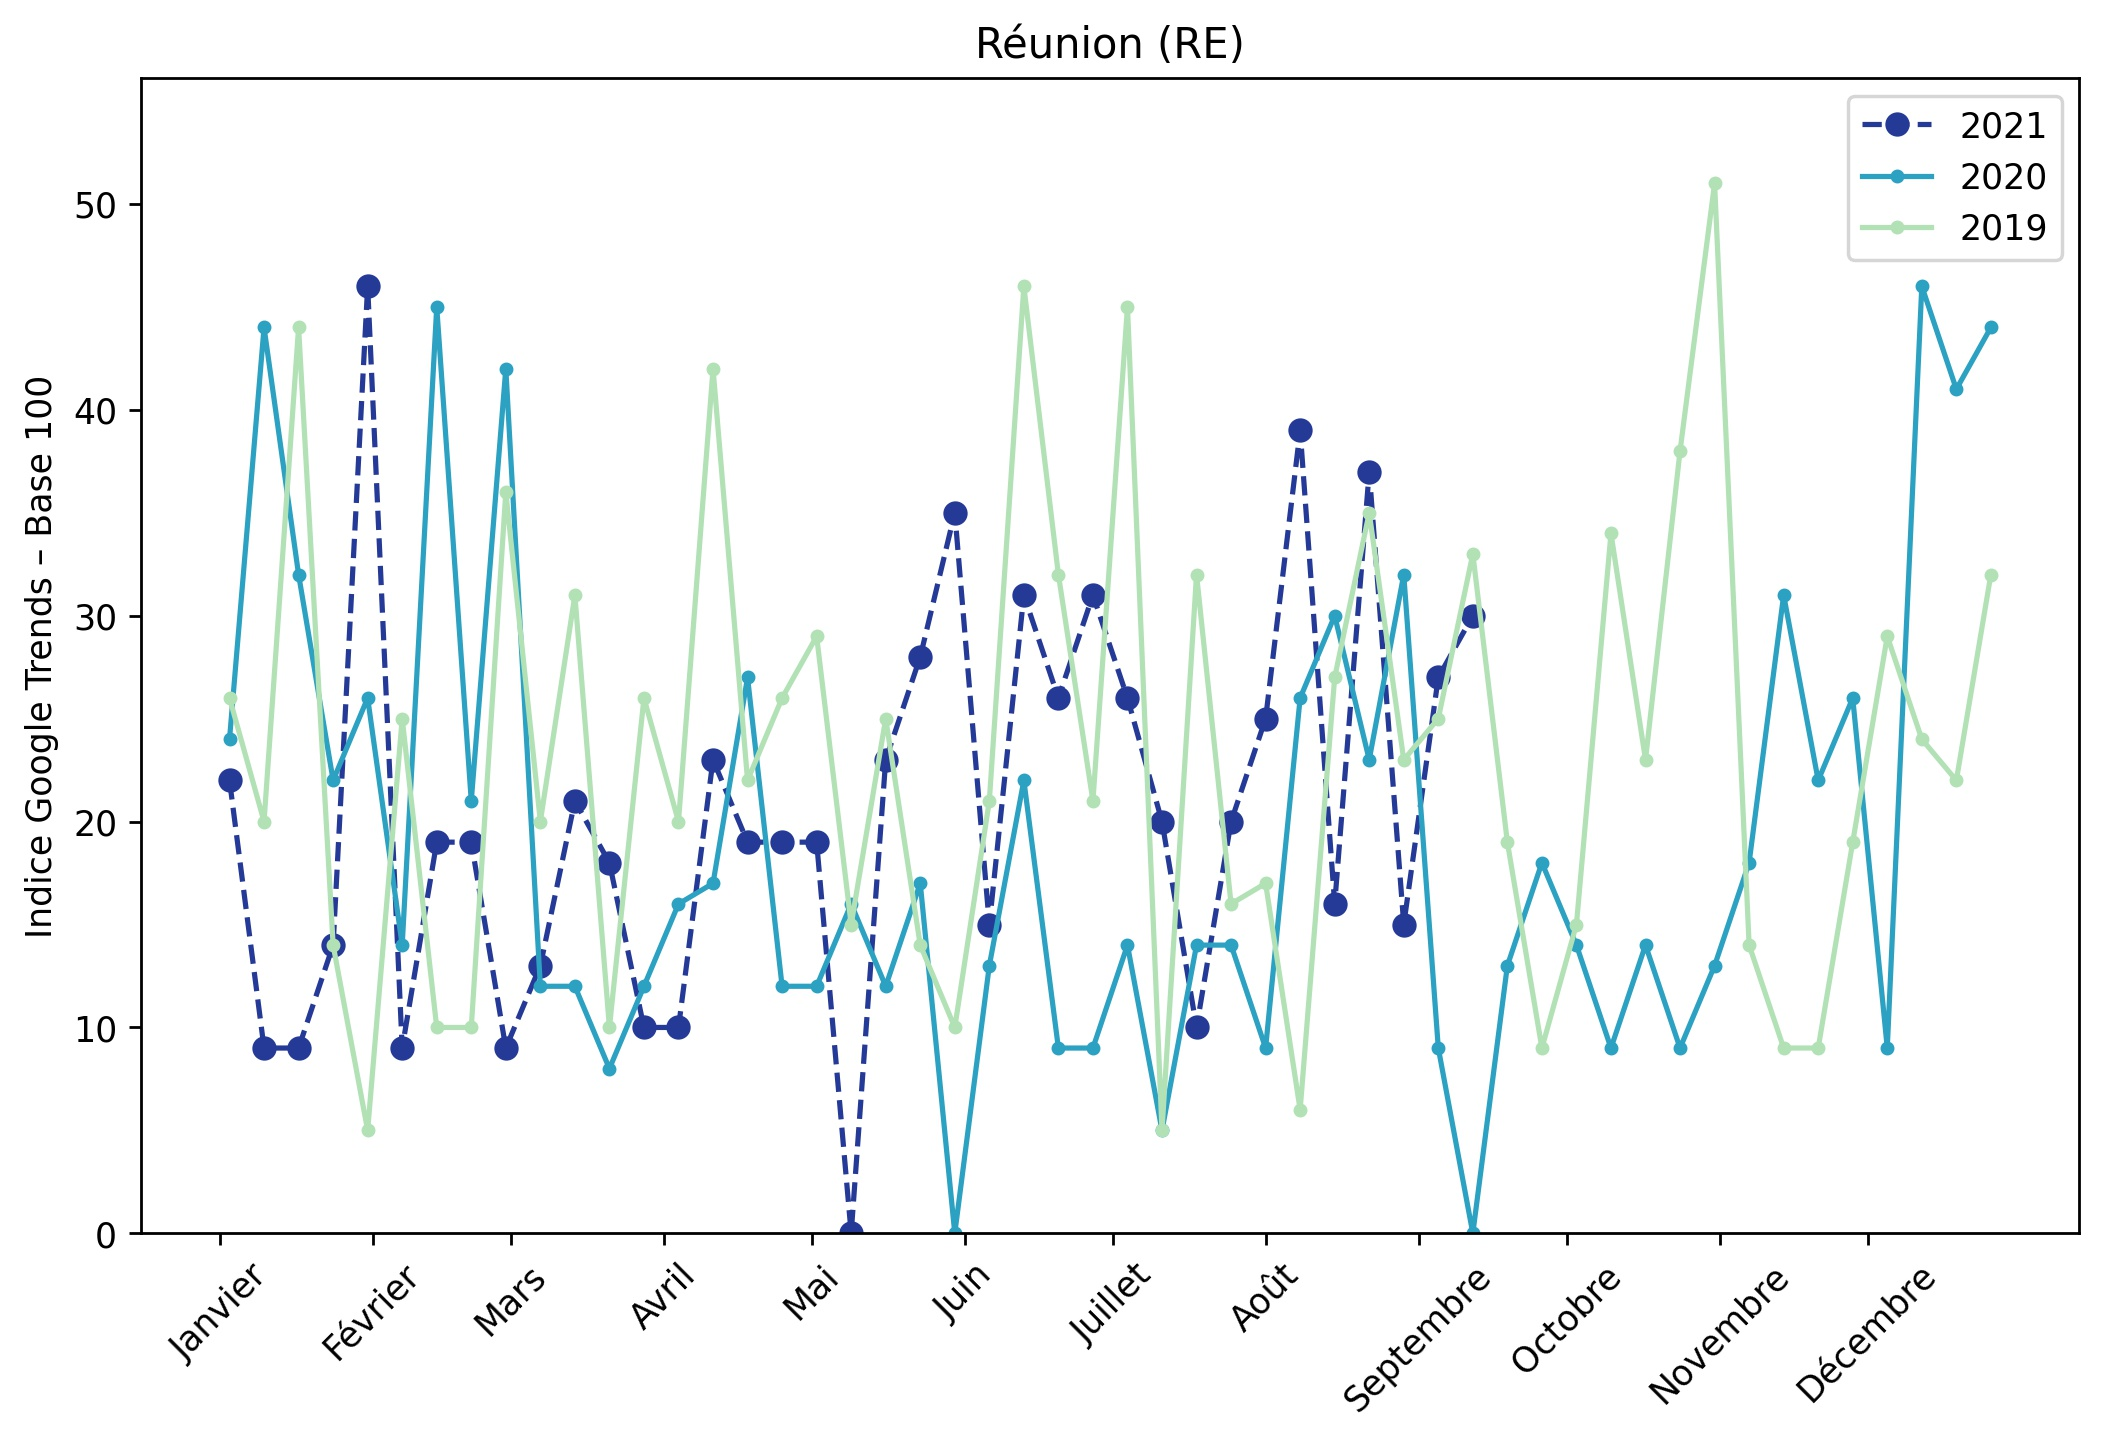 Réunion (RE)
2021
2020
2019
Indice Google Trends – Base 100
50
40
30
20
10
0
Janvier
Février
Mars
Avril
Mai
Juin
Juillet
Août
Septembre
Octobre
Novembre
Décembre